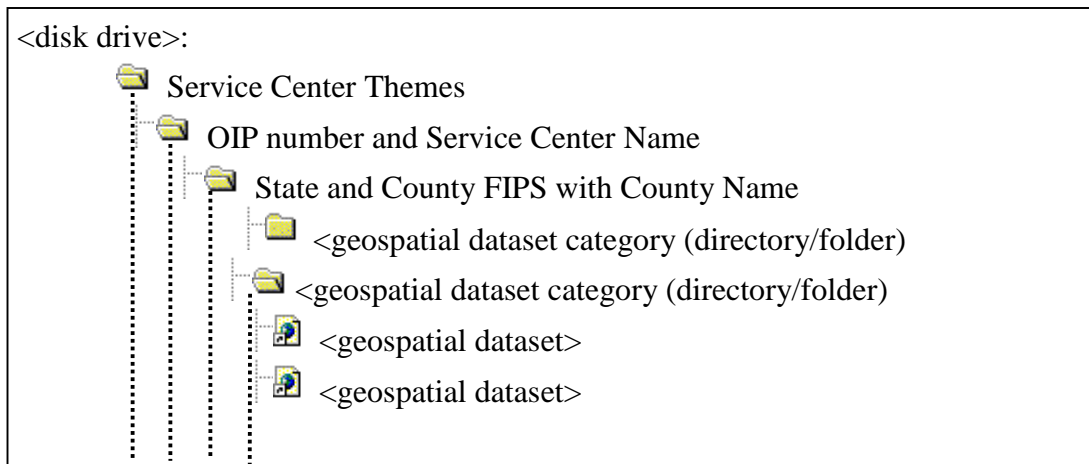 <disk drive>:
Service Center Themes
OIP number and Service Center Name
State and County FIPS with County Name
<geospatial dataset category (directory/folder)
<geospatial dataset category (directory/folder)
<geospatial dataset>
<geospatial dataset>